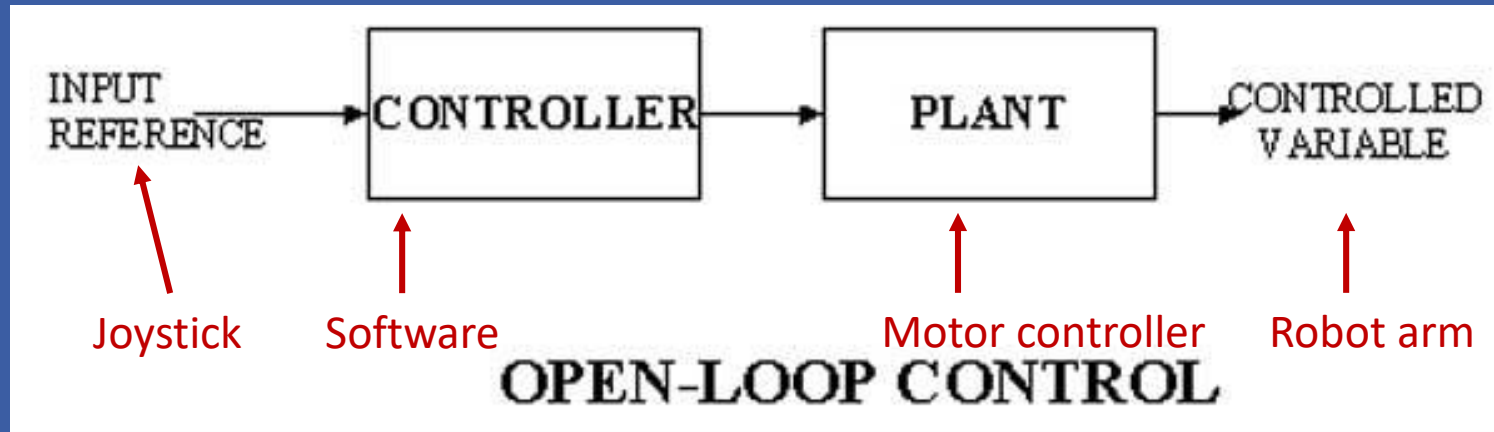 INPUT
REFERENCE
CONTROLLER
PLANT
CONTROLLED
VARIABLE
Joystick
Software
Motor controller
Robot arm
OPEN-LOOP CONTROL